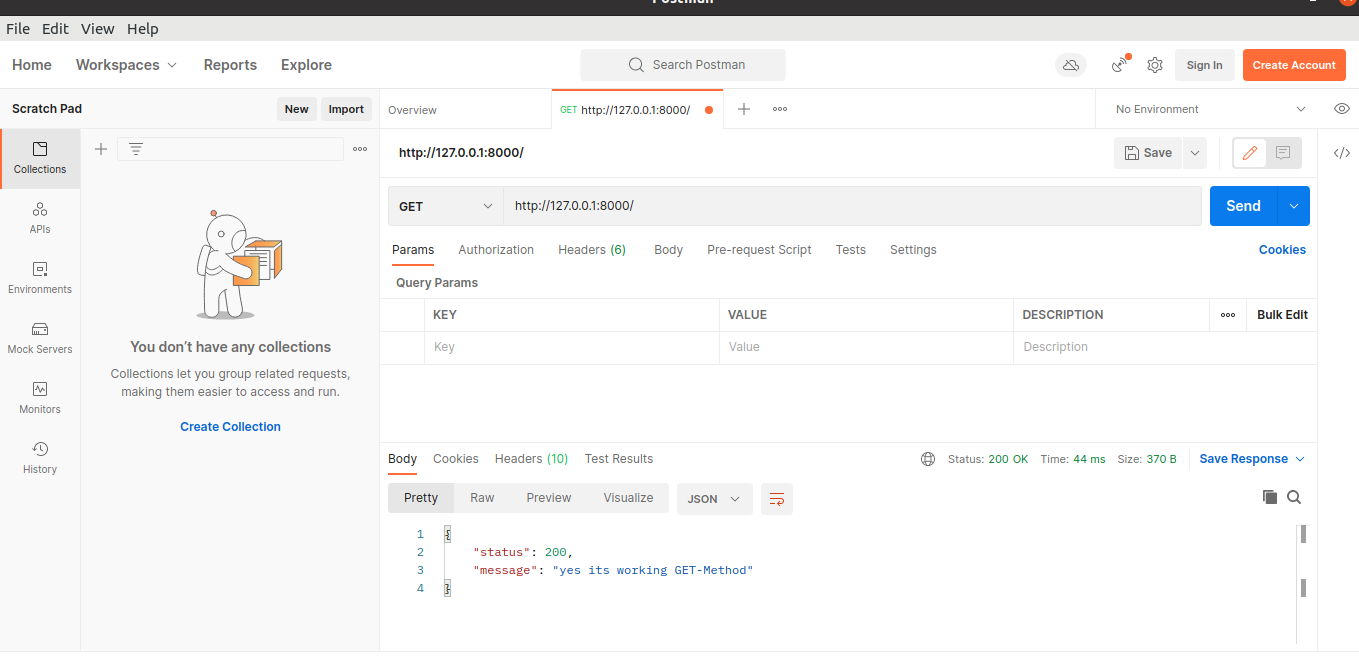 Postman
File Edit View Help
Home Workspaces Reports Explore Search Postman Sign In Create Account
Scratch Pad New Import Overview GET http://127.0.0.1:8000/ No Environment
http://127.0.0.1:8000/ Save
Collections
APIs
Environments
Mock Servers
Monitors
History
You don't have any collections
Collections let you group related requests,
making them easier to access and run.
Create Collection
GET http://127.0.0.1:8000/ Send
Params Authorization Headers (6) Body Pre-request Script Tests Settings Cookies
Query Params
KEY VALUE DESCRIPTION Bulk Edit
Key Value Description
Body Cookies Headers (10) Test Results Status: 200 OK Time: 44 ms Size: 370 B Save Response
Pretty Raw Preview Visualize JSON
1 {
2 "status": 200,
3 "message": "yes its working GET-Method"
4 }